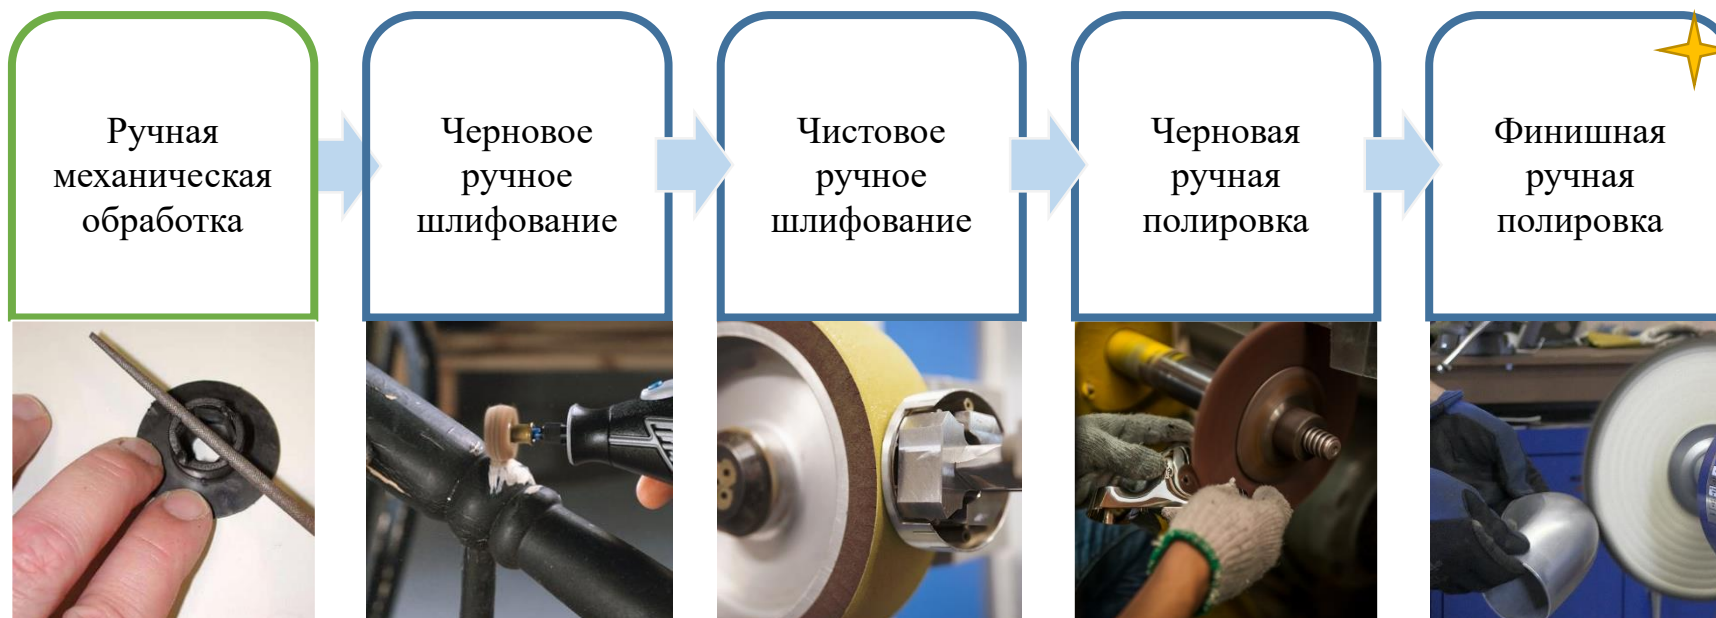 Ручная
механическая
обработка
Черновое
ручное
шлифование
Чистовое
ручное
шлифование
Черновая
ручная
полировка
Финишная
ручная
полировка